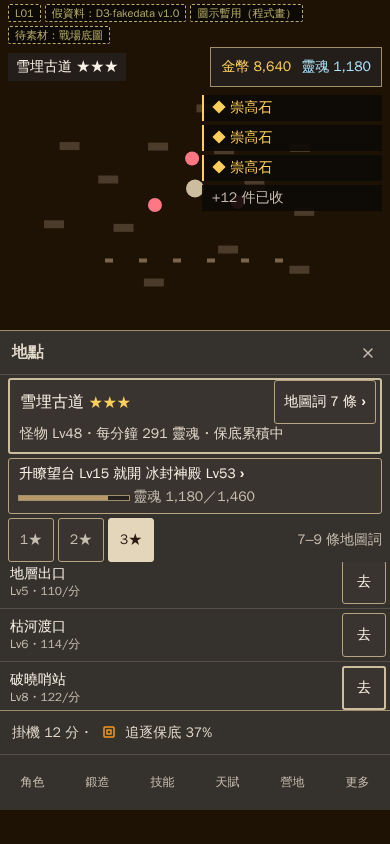 L01 假資料：D3-fakedata v1.0 圖示暫用（程式畫）
待素材：戰場底圖
雪埋古道 ★★★
金幣 8,640 靈魂 1,180
◆ 崇高石
◆ 崇高石
◆ 崇高石
+12 件已收
地點 ×
雪埋古道 ★★★ 地圖詞 7 條 ›
怪物 Lv48・每分鐘 291 靈魂・保底累積中
升瞭望台 Lv15 就開 冰封神殿 Lv53 ›
靈魂 1,180／1,460
1★ 2★ 3★ 7–9 條地圖詞
地層出口 去
Lv5・110/分
枯河渡口 去
Lv6・114/分
破曉哨站 去
Lv8・122/分
掛機 12 分・ 追逐保底 37%
角色 鍛造 技能 天賦 營地 更多